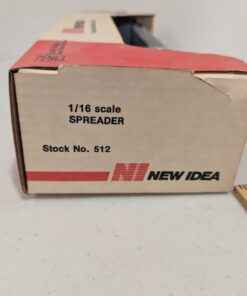 1/16 scale
SPREADER
Stock No. 512
NI NEW IDEA